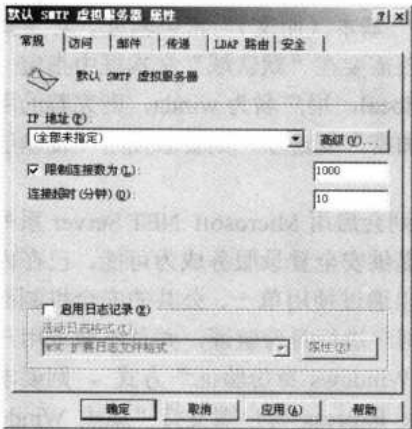 默认 SMTP 虚拟服务器 属性
常规 访问 邮件 传递 LDAP 路由 安全
默认 SMTP 虚拟服务器
IP 地址(P):
(全部未指定) 高级(V)...
限制连接数为(L): 1000
连接超时(分钟)(O): 10
启用日志记录(E)
活动日志格式(C):
W3C 扩展日志文件格式 属性(R)
确定 取消 应用(A) 帮助